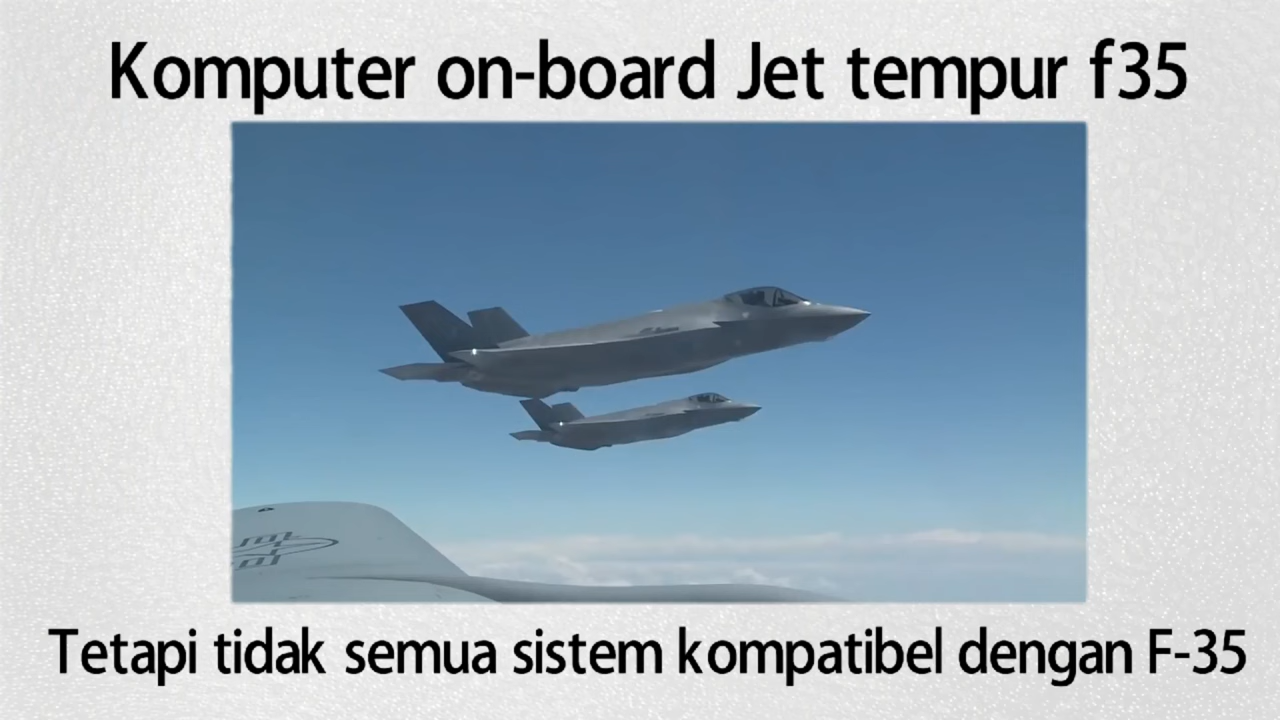 Komputer on-board Jet tempur f35
Tetapi tidak semua sistem kompatibel dengan F-35